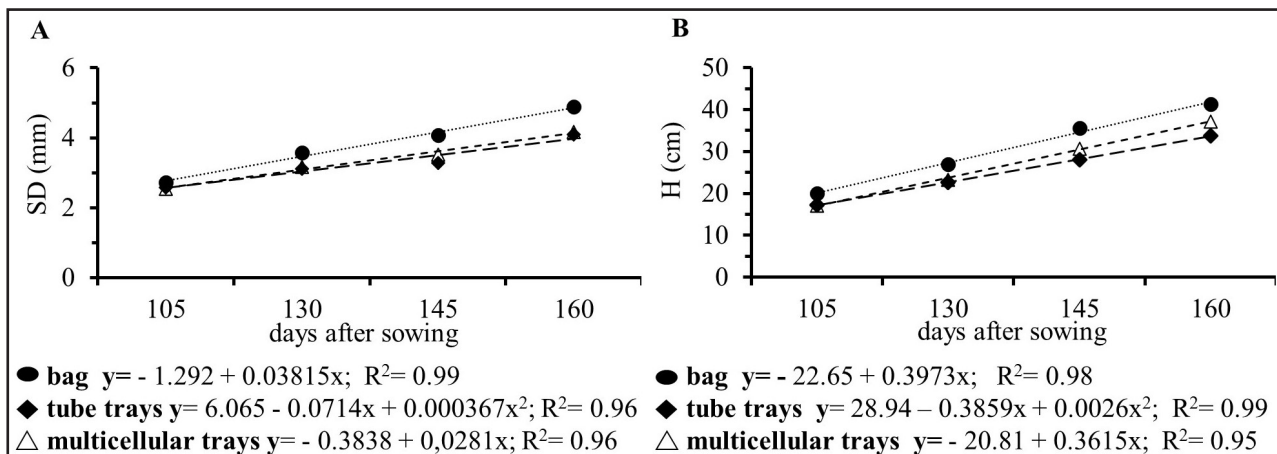 A
6
4
2
0
SD (mm)
105 130 145 160
days after sowing
● bag y= - 1.292 + 0.03815x; R²= 0.99
◆ tube trays y= 6.065 - 0.0714x + 0.000367x²; R²= 0.96
△ multicellular trays y= - 0.3838 + 0,0281x; R²= 0.96
B
50
40
30
20
10
0
H (cm)
105 130 145 160
days after sowing
● bag y= - 22.65 + 0.3973x; R²= 0.98
◆ tube trays y= 28.94 – 0.3859x + 0.0026x²; R²= 0.99
△ multicellular trays y= - 20.81 + 0.3615x; R²= 0.95